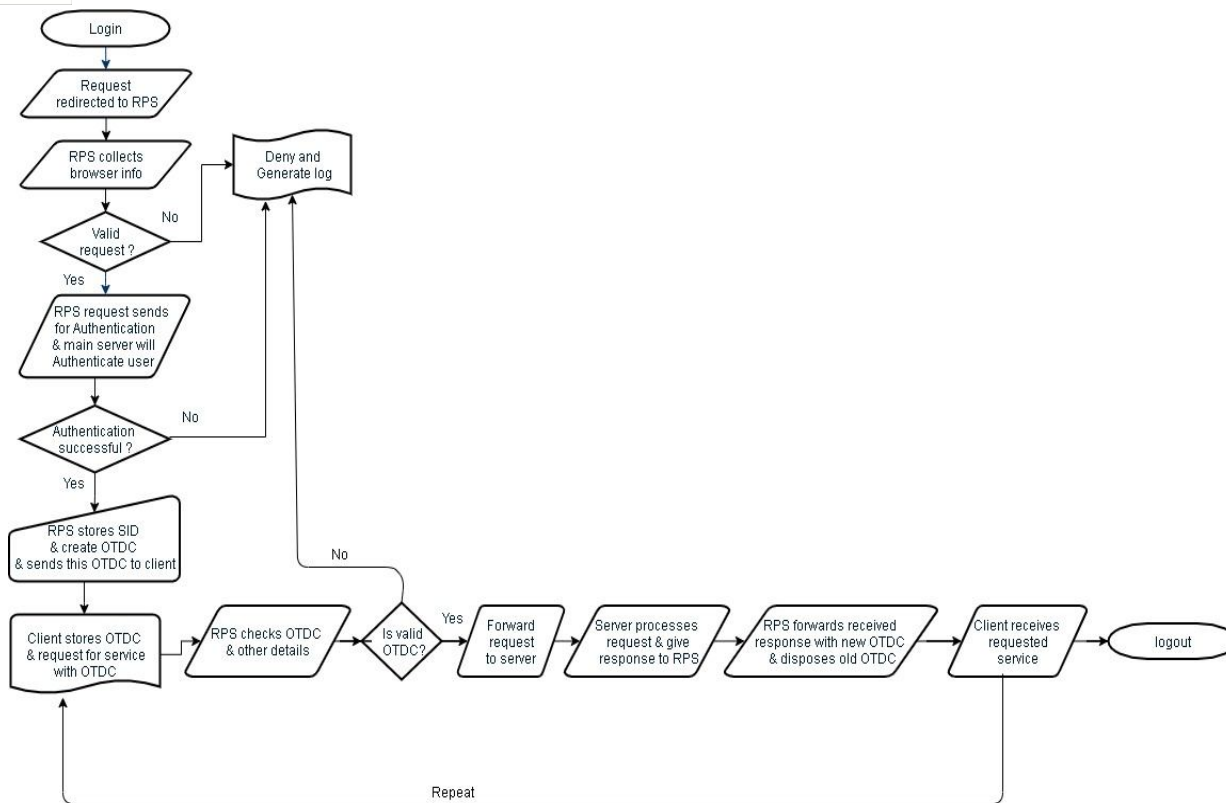 Login
Request
redirected to RPS
RPS collects
browser info
Deny and
Generate log
No
Valid
request ?
Yes
RPS request sends
for Authentication
& main server will
Authenticate user
No
Authentication
successful ?
Yes
RPS stores SID
& create OTDC
& sends this OTDC to client
No
Client stores OTDC
& request for service
with OTDC
RPS checks OTDC
& other details
Is valid
OTDC?
Yes
Forward
request
to server
Server processes
request & give
response to RPS
RPS forwards received
response with new OTDC
& disposes old OTDC
Client receives
requested
service
logout
Repeat